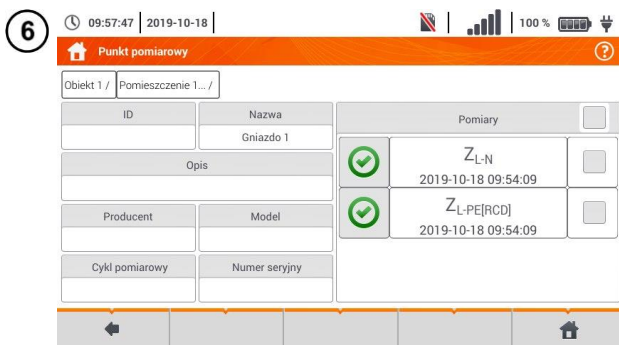 6
09:57:47 2019-10-18 100 %
Punkt pomiarowy ?
Obiekt 1 / Pomieszczenie 1... /
ID Nazwa
Gniazdo 1
Opis
Producent Model
Cykl pomiarowy Numer seryjny
Pomiary
ZL-N
2019-10-18 09:54:09
ZL-PE[RCD]
2019-10-18 09:54:09